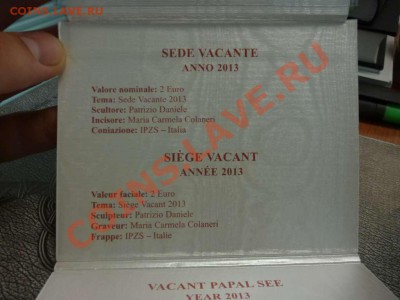 COINSS.LAVE.RU
SEDE VACANTE
ANNO 2013
Valore nominale: 2 Euro
Tema: Sede Vacante 2013
Scultore: Patrizio Daniele
Incisore: Maria Carmela Colaneri
Coniazione: IPZS – Italia
SIÈGE VACANT
ANNÉE 2013
Valeur faciale: 2 Euro
Tema: Siège Vacant 2013
Sculpteur: Patrizio Daniele
Graveur: Maria Carmela Colaneri
Frappe: IPZS – Italie
VACANT PAPAL SEE
YEAR 2013